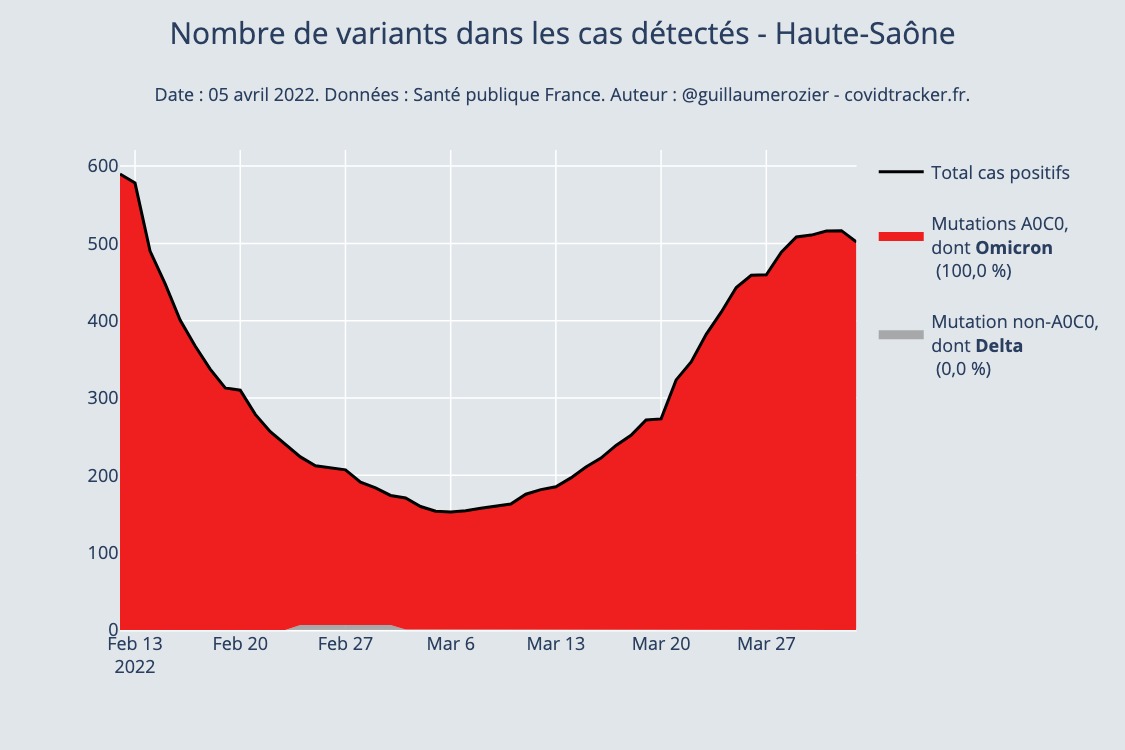 Nombre de variants dans les cas détectés - Haute-Saône
Date : 05 avril 2022. Données : Santé publique France. Auteur : @guillaumerozier - covidtracker.fr.
600
500
400
300
200
100
0
Feb 13
2022
Feb 20
Feb 27
Mar 6
Mar 13
Mar 20
Mar 27
Total cas positifs
Mutations A0C0,
dont Omicron
(100,0 %)
Mutation non-A0C0,
dont Delta
(0,0 %)